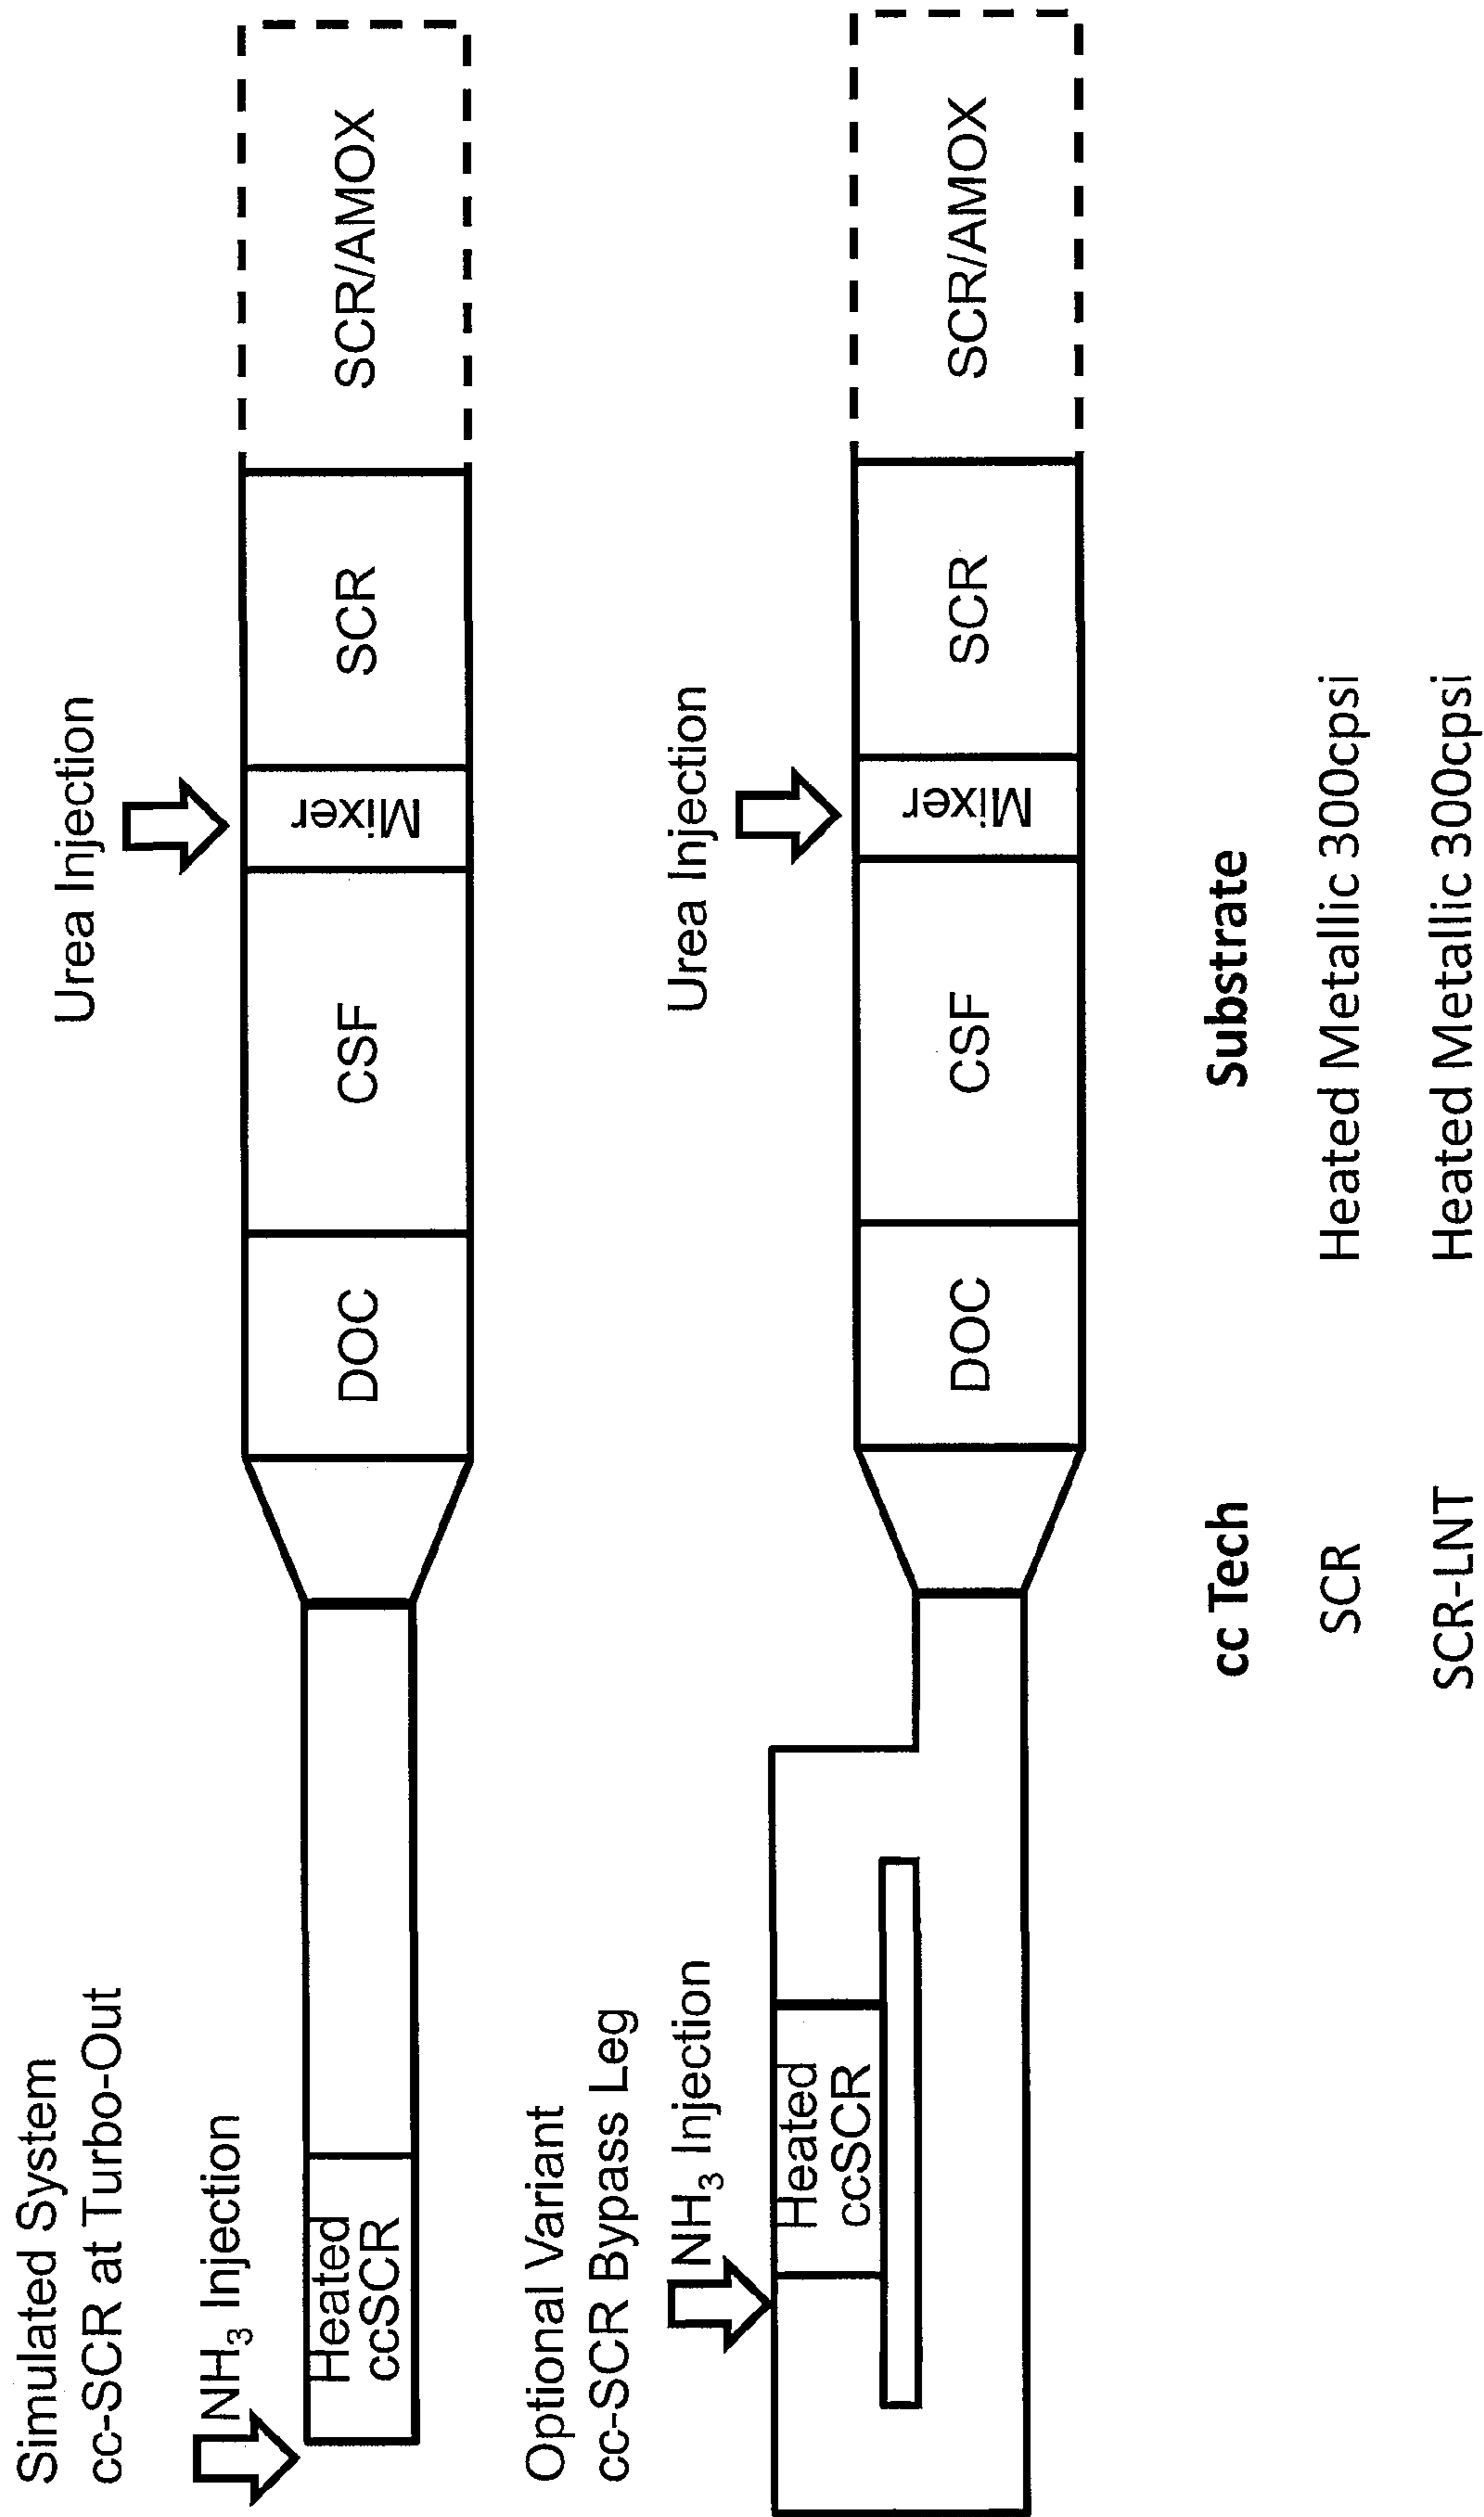 Simulated System
cc-SCR at Turbo-Out
NH₃ Injection
Urea Injection
Heated
ccSCR
DOC
CSF
Mixer
SCR
SCR/AMOX
Optional Variant
cc-SCR Bypass Leg
NH₃ Injection
Urea Injection
Heated
ccSCR
DOC
CSF
Mixer
SCR
SCR/AMOX
cc Tech Substrate
SCR Heated Metallic 300cpsi
SCR-LNT Heated Metallic 300cpsi